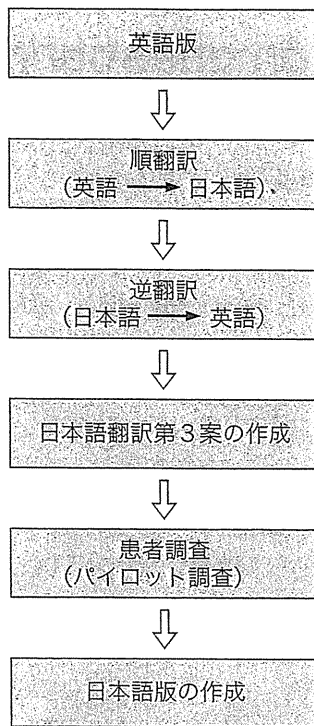 英語版
順翻訳
(英語 → 日本語)
逆翻訳
(日本語 → 英語)
日本語翻訳第3案の作成
患者調査
(パイロット調査)
日本語版の作成